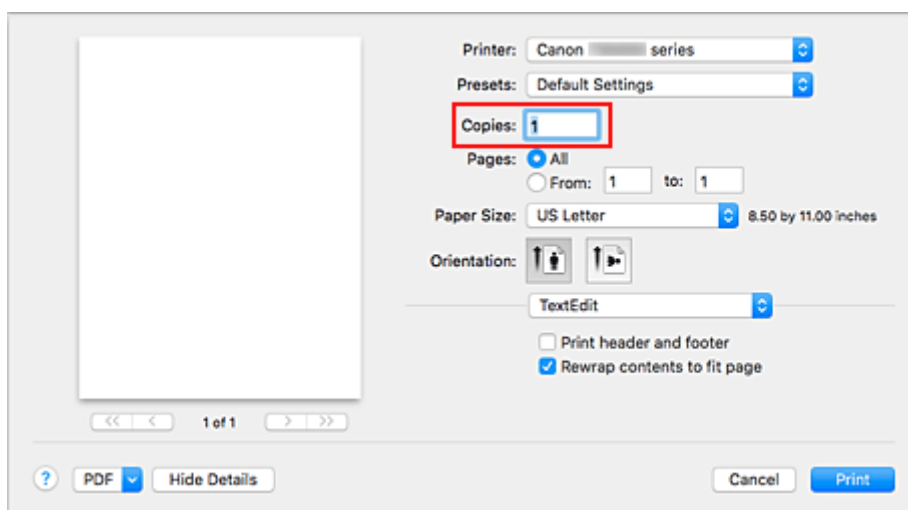 Printer: Canon series
Presets: Default Settings
Copies: 1
Pages: All
From: 1 to: 1
Paper Size: US Letter 8.50 by 11.00 inches
Orientation:
TextEdit
Print header and footer
Rewrap contents to fit page
1 of 1
? PDF Hide Details Cancel Print